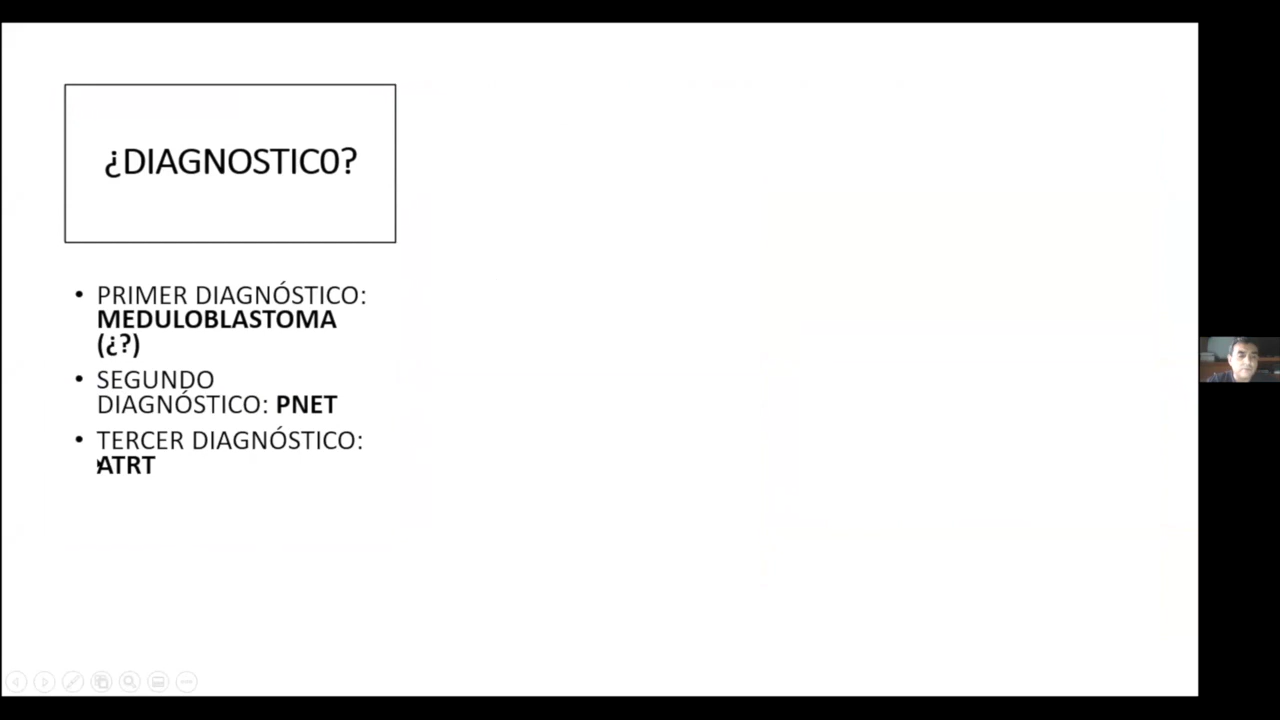 ¿DIAGNOSTIC0?
• PRIMER DIAGNÓSTICO:
MEDULOBLASTOMA
(¿?)
• SEGUNDO
DIAGNÓSTICO: PNET
• TERCER DIAGNÓSTICO:
ATRT